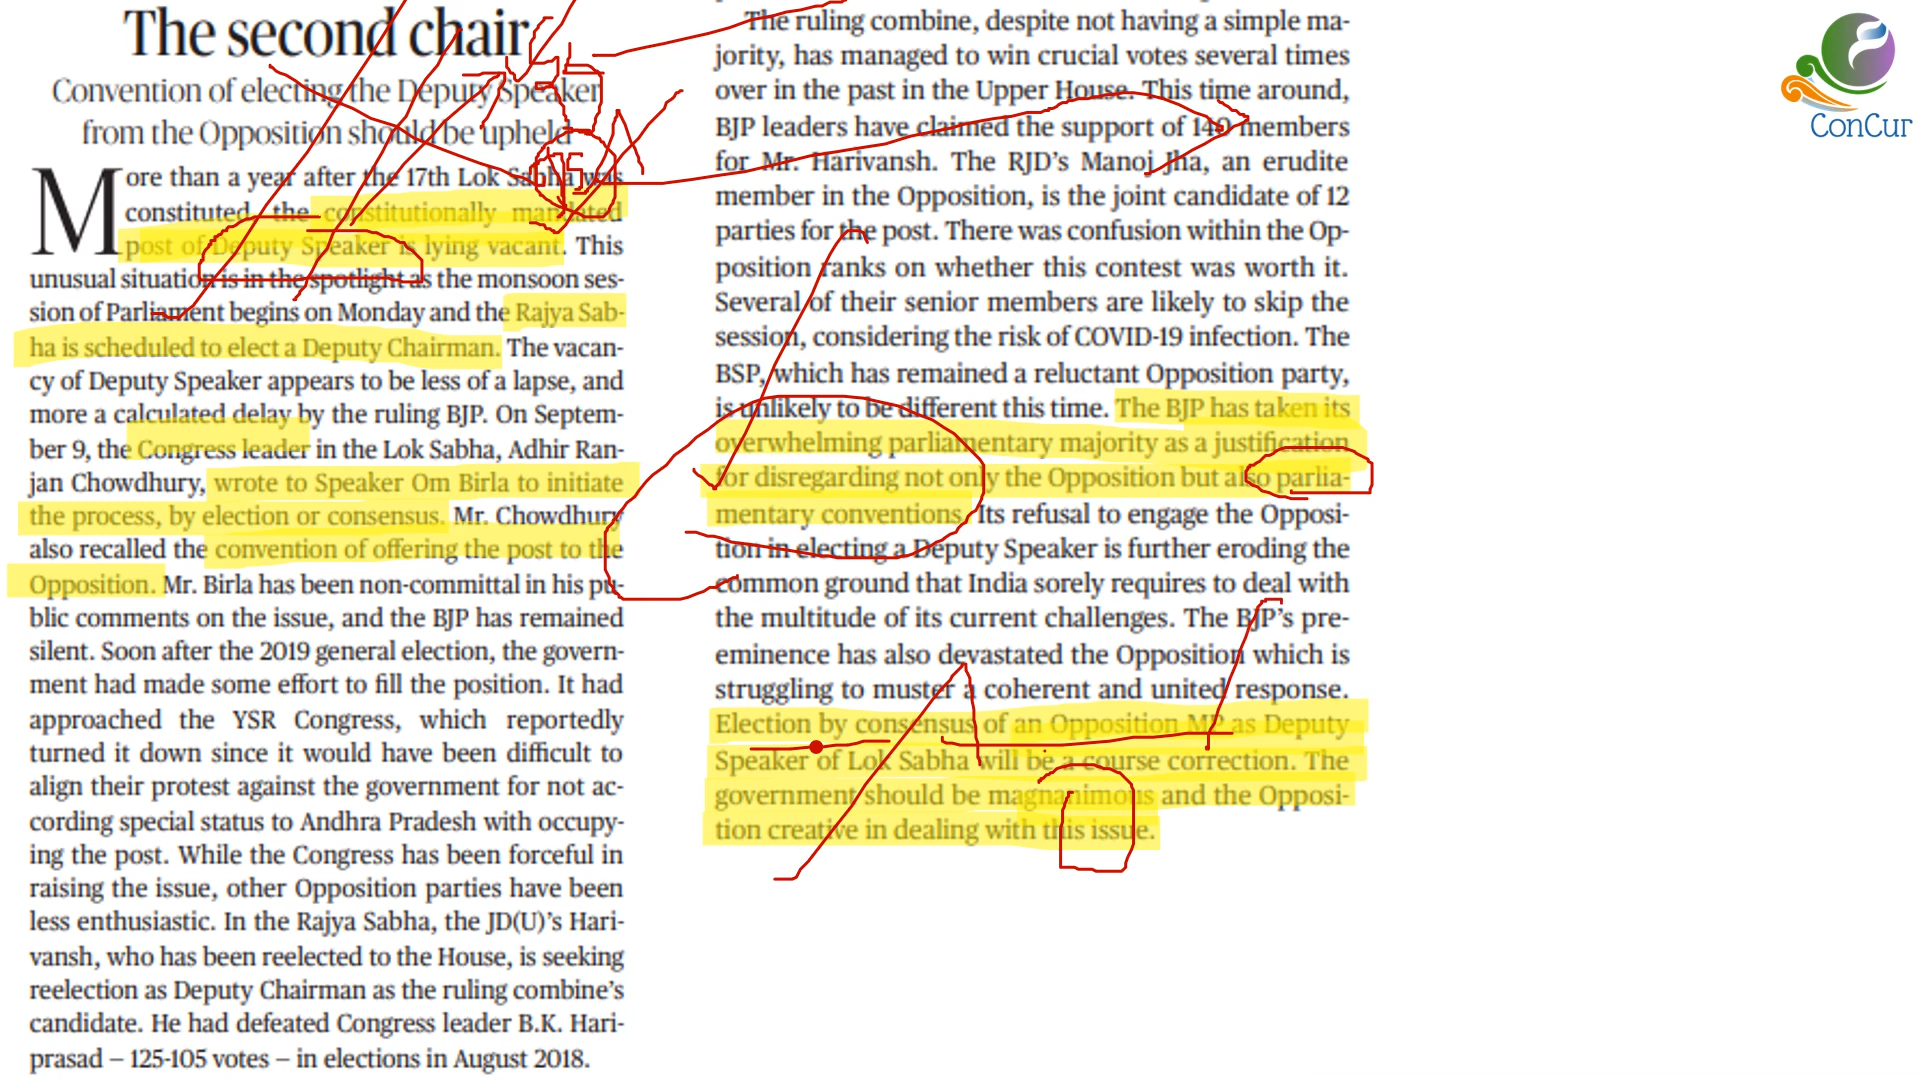 The second chair
Convention of electing the Deputy Speaker
from the Opposition should be upheld
More than a year after the 17th Lok Sabha was
constituted, the constitutionally mandated
post of Deputy Speaker is lying vacant. This
unusual situation is in the spotlight as the monsoon ses-
sion of Parliament begins on Monday and the Rajya Sab-
ha is scheduled to elect a Deputy Chairman. The vacan-
cy of Deputy Speaker appears to be less of a lapse, and
more a calculated delay by the ruling BJP. On Septem-
ber 9, the Congress leader in the Lok Sabha, Adhir Ran-
jan Chowdhury, wrote to Speaker Om Birla to initiate
the process, by election or consensus. Mr. Chowdhury
also recalled the convention of offering the post to the
Opposition. Mr. Birla has been non-committal in his pu-
blic comments on the issue, and the BJP has remained
silent. Soon after the 2019 general election, the govern-
ment had made some effort to fill the position. It had
approached the YSR Congress, which reportedly
turned it down since it would have been difficult to
align their protest against the government for not ac-
cording special status to Andhra Pradesh with occupy-
ing the post. While the Congress has been forceful in
raising the issue, other Opposition parties have been
less enthusiastic. In the Rajya Sabha, the JD(U)'s Hari-
vansh, who has been reelected to the House, is seeking
reelection as Deputy Chairman as the ruling combine's
candidate. He had defeated Congress leader B.K. Hari-
prasad – 125-105 votes – in elections in August 2018.
The ruling combine, despite not having a simple ma-
jority, has managed to win crucial votes several times
over in the past in the Upper House. This time around,
BJP leaders have claimed the support of 140 members
for Mr. Harivansh. The RJD's Manoj Jha, an erudite
member in the Opposition, is the joint candidate of 12
parties for the post. There was confusion within the Op-
position ranks on whether this contest was worth it.
Several of their senior members are likely to skip the
session, considering the risk of COVID-19 infection. The
BSP, which has remained a reluctant Opposition party,
is unlikely to be different this time. The BJP has taken its
overwhelming parliamentary majority as a justification
for disregarding not only the Opposition but also parlia-
mentary conventions. Its refusal to engage the Opposi-
tion in electing a Deputy Speaker is further eroding the
common ground that India sorely requires to deal with
the multitude of its current challenges. The BJP's pre-
eminence has also devastated the Opposition which is
struggling to muster a coherent and united response.
Election by consensus of an Opposition MP as Deputy
Speaker of Lok Sabha will be a course correction. The
government should be magnanimous and the Opposi-
tion creative in dealing with this issue.
ConCur